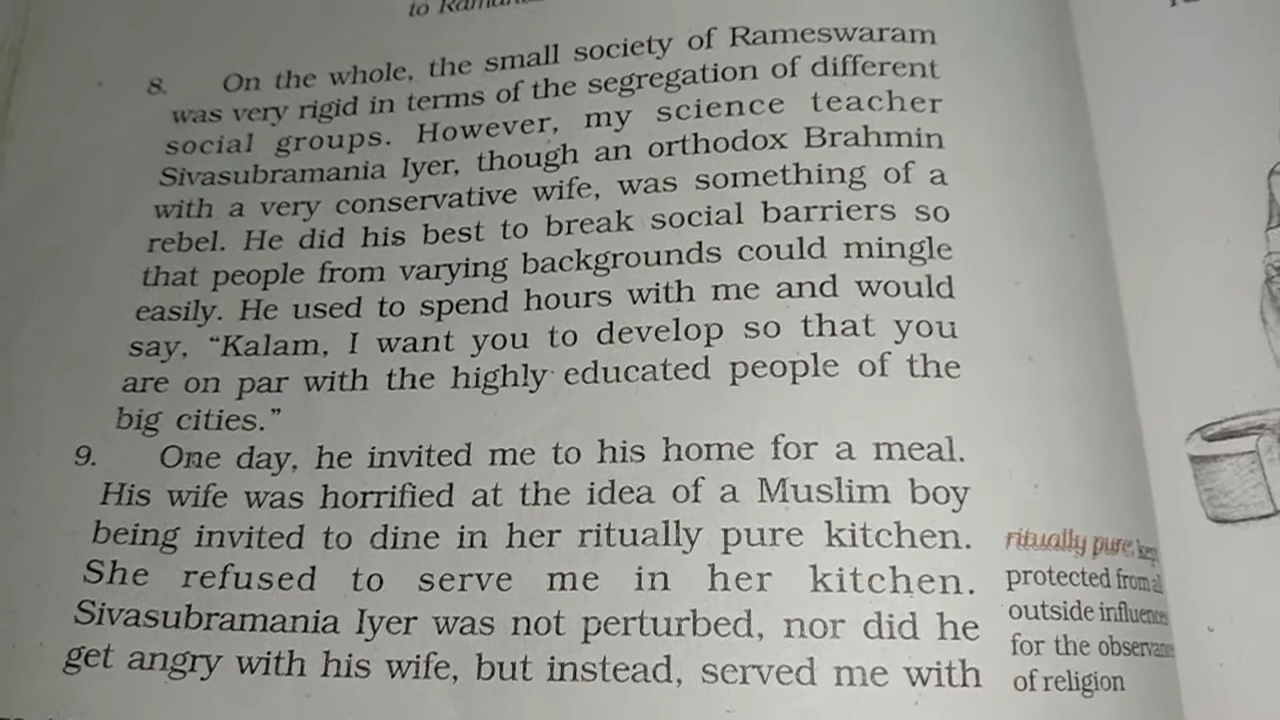 to
8. On the whole, the small society of Rameswaram
was very rigid in terms of the segregation of different
social groups. However, my science teacher
Sivasubramania Iyer, though an orthodox Brahmin
with a very conservative wife, was something of a
rebel. He did his best to break social barriers so
that people from varying backgrounds could mingle
easily. He used to spend hours with me and would
say, “Kalam, I want you to develop so that you
are on par with the highly educated people of the
big cities.”
9. One day, he invited me to his home for a meal.
His wife was horrified at the idea of a Muslim boy
being invited to dine in her ritually pure kitchen.
She refused to serve me in her kitchen.
Sivasubramania Iyer was not perturbed, nor did he
get angry with his wife, but instead, served me with
ritually pure:
protected from
outside
for the
of religion